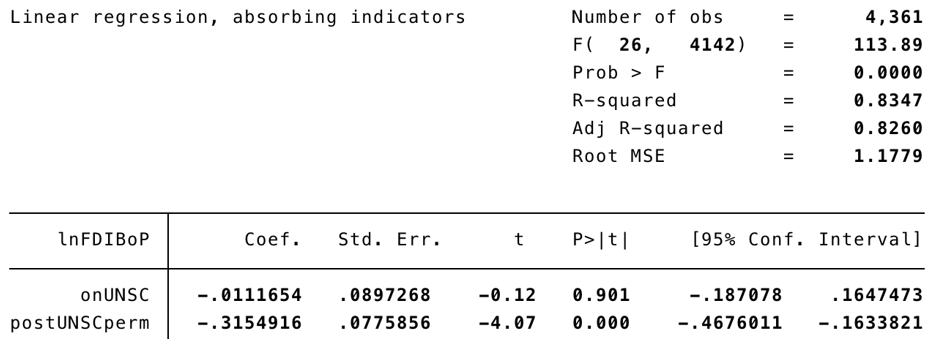 Linear regression, absorbing indicators Number of obs = 4,361
F( 26, 4142) = 113.89
Prob > F = 0.0000
R-squared = 0.8347
Adj R-squared = 0.8260
Root MSE = 1.1779
lnFDIBoP Coef. Std. Err. t P>|t| [95% Conf. Interval]
onUNSC -.0111654 .0897268 -0.12 0.901 -.187078 .1647473
postUNSCperm -.3154916 .0775856 -4.07 0.000 -.4676011 -.1633821